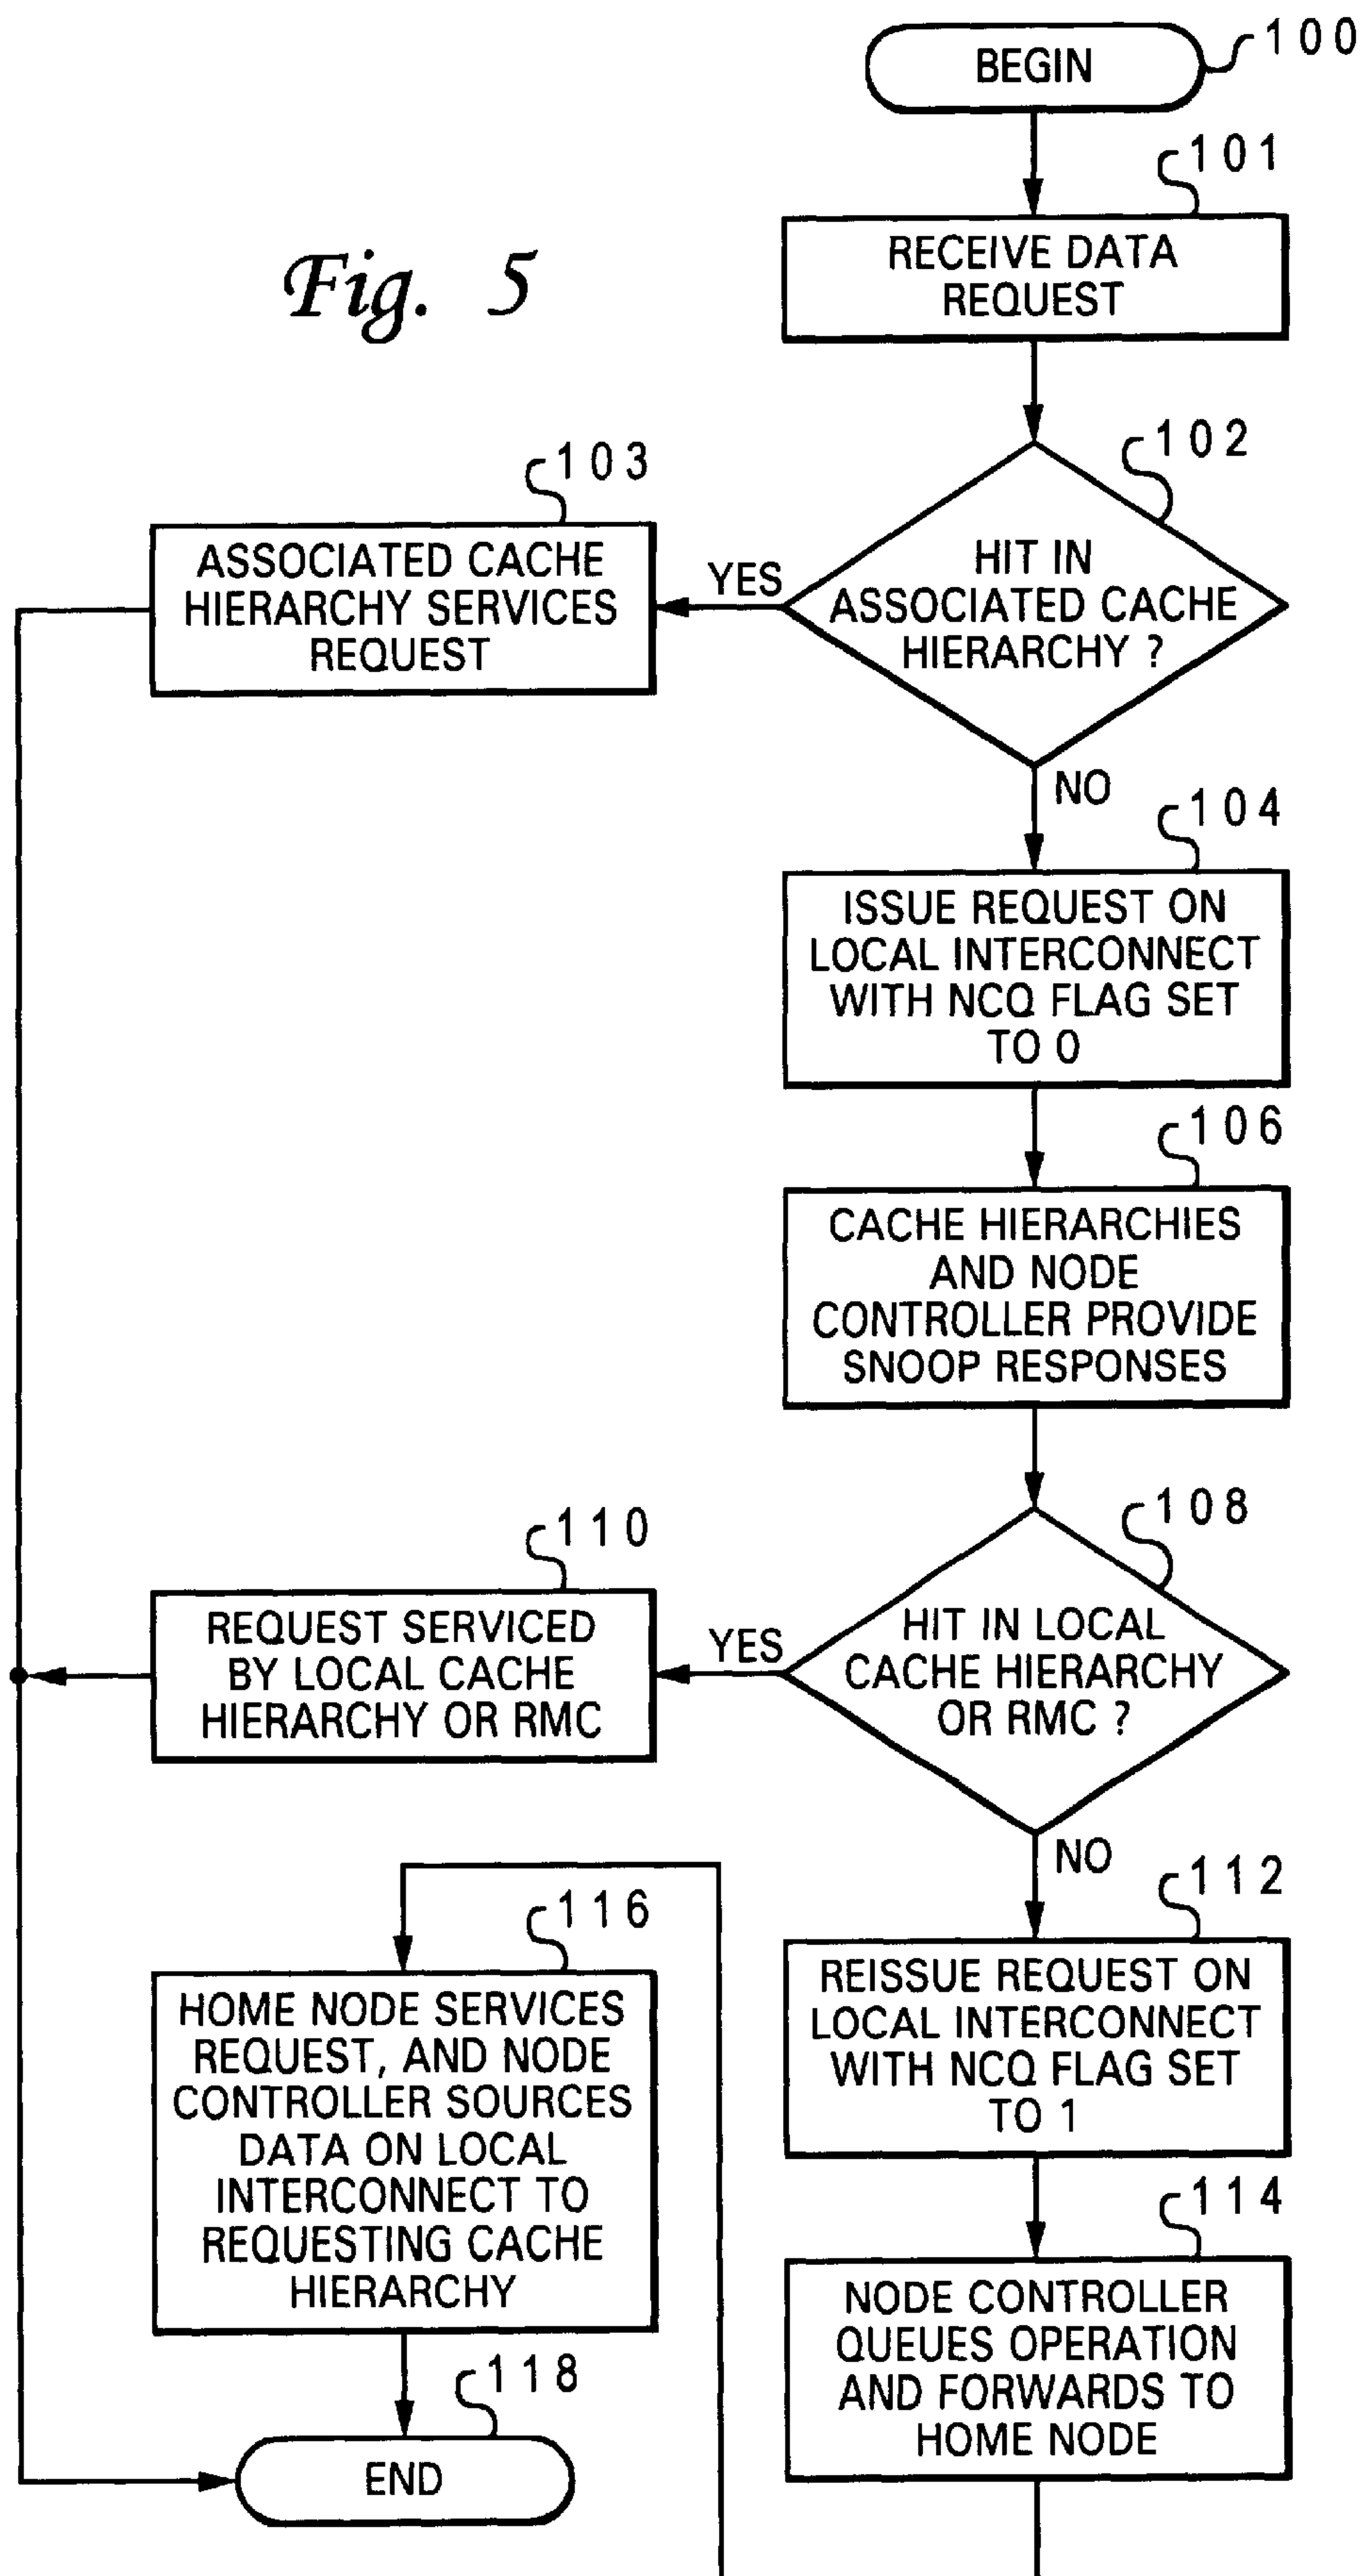 BEGIN
100
Fig. 5
101
RECEIVE DATA
REQUEST
102
HIT IN
ASSOCIATED CACHE
HIERARCHY ?
YES
103
ASSOCIATED CACHE
HIERARCHY SERVICES
REQUEST
NO
104
ISSUE REQUEST ON
LOCAL INTERCONNECT
WITH NCQ FLAG SET
TO 0
106
CACHE HIERARCHIES
AND NODE
CONTROLLER PROVIDE
SNOOP RESPONSES
108
HIT IN LOCAL
CACHE HIERARCHY
OR RMC ?
YES
110
REQUEST SERVICED
BY LOCAL CACHE
HIERARCHY OR RMC
NO
112
REISSUE REQUEST ON
LOCAL INTERCONNECT
WITH NCQ FLAG SET
TO 1
114
NODE CONTROLLER
QUEUES OPERATION
AND FORWARDS TO
HOME NODE
116
HOME NODE SERVICES
REQUEST, AND NODE
CONTROLLER SOURCES
DATA ON LOCAL
INTERCONNECT TO
REQUESTING CACHE
HIERARCHY
118
END